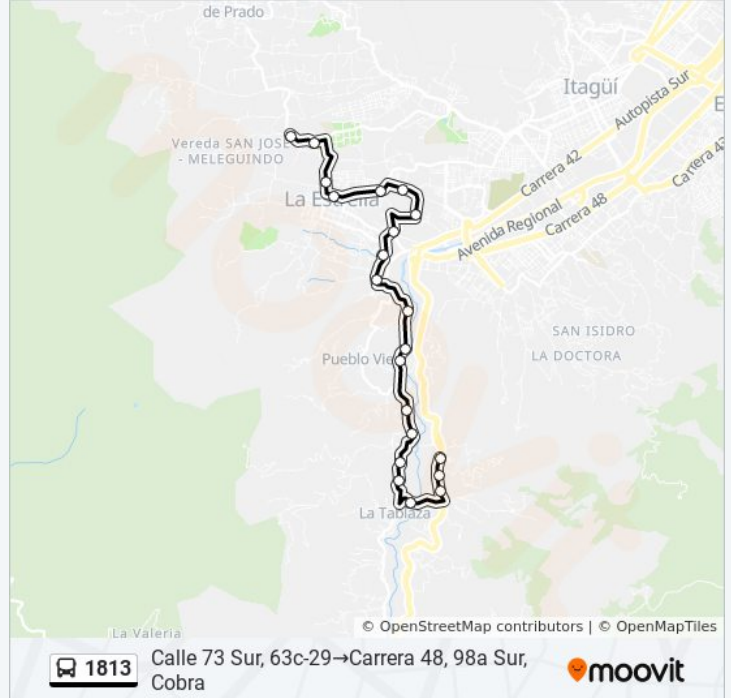 de Prado
Itagüí
Autopista Sur
E
Vereda SAN JOSE
- MELEGUINDO
Carrera 42
Carrera 43
La Estrella
Avenida Regional
Carrera 48
SAN ISIDRO
LA DOCTORA
Pueblo Vie
La Tablaza
© OpenStreetMap contributors | © OpenMapTiles
La Valeria
1813
Calle 73 Sur, 63c-29→Carrera 48, 98a Sur,
Cobra
moovit